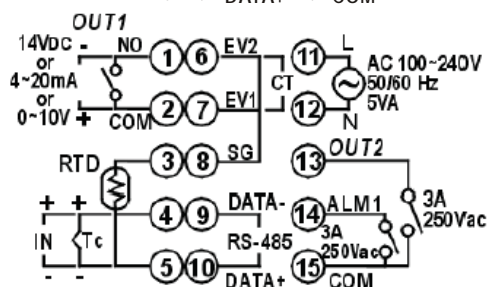 DATA+ COM
OUT1
14VDC - NO 1 6 EV2 11 L
or
4~20mA
or
0~10V + COM 2 7 EV1 CT 12 N
AC 100~240V
50/60 Hz
5VA
RTD 3 8 SG 13 OUT2
+ + 4 9 DATA- 14 ALM1 3A
250Vac
IN Tc RS-485 3A
250Vac
- - 5 10 DATA+ 15 COM